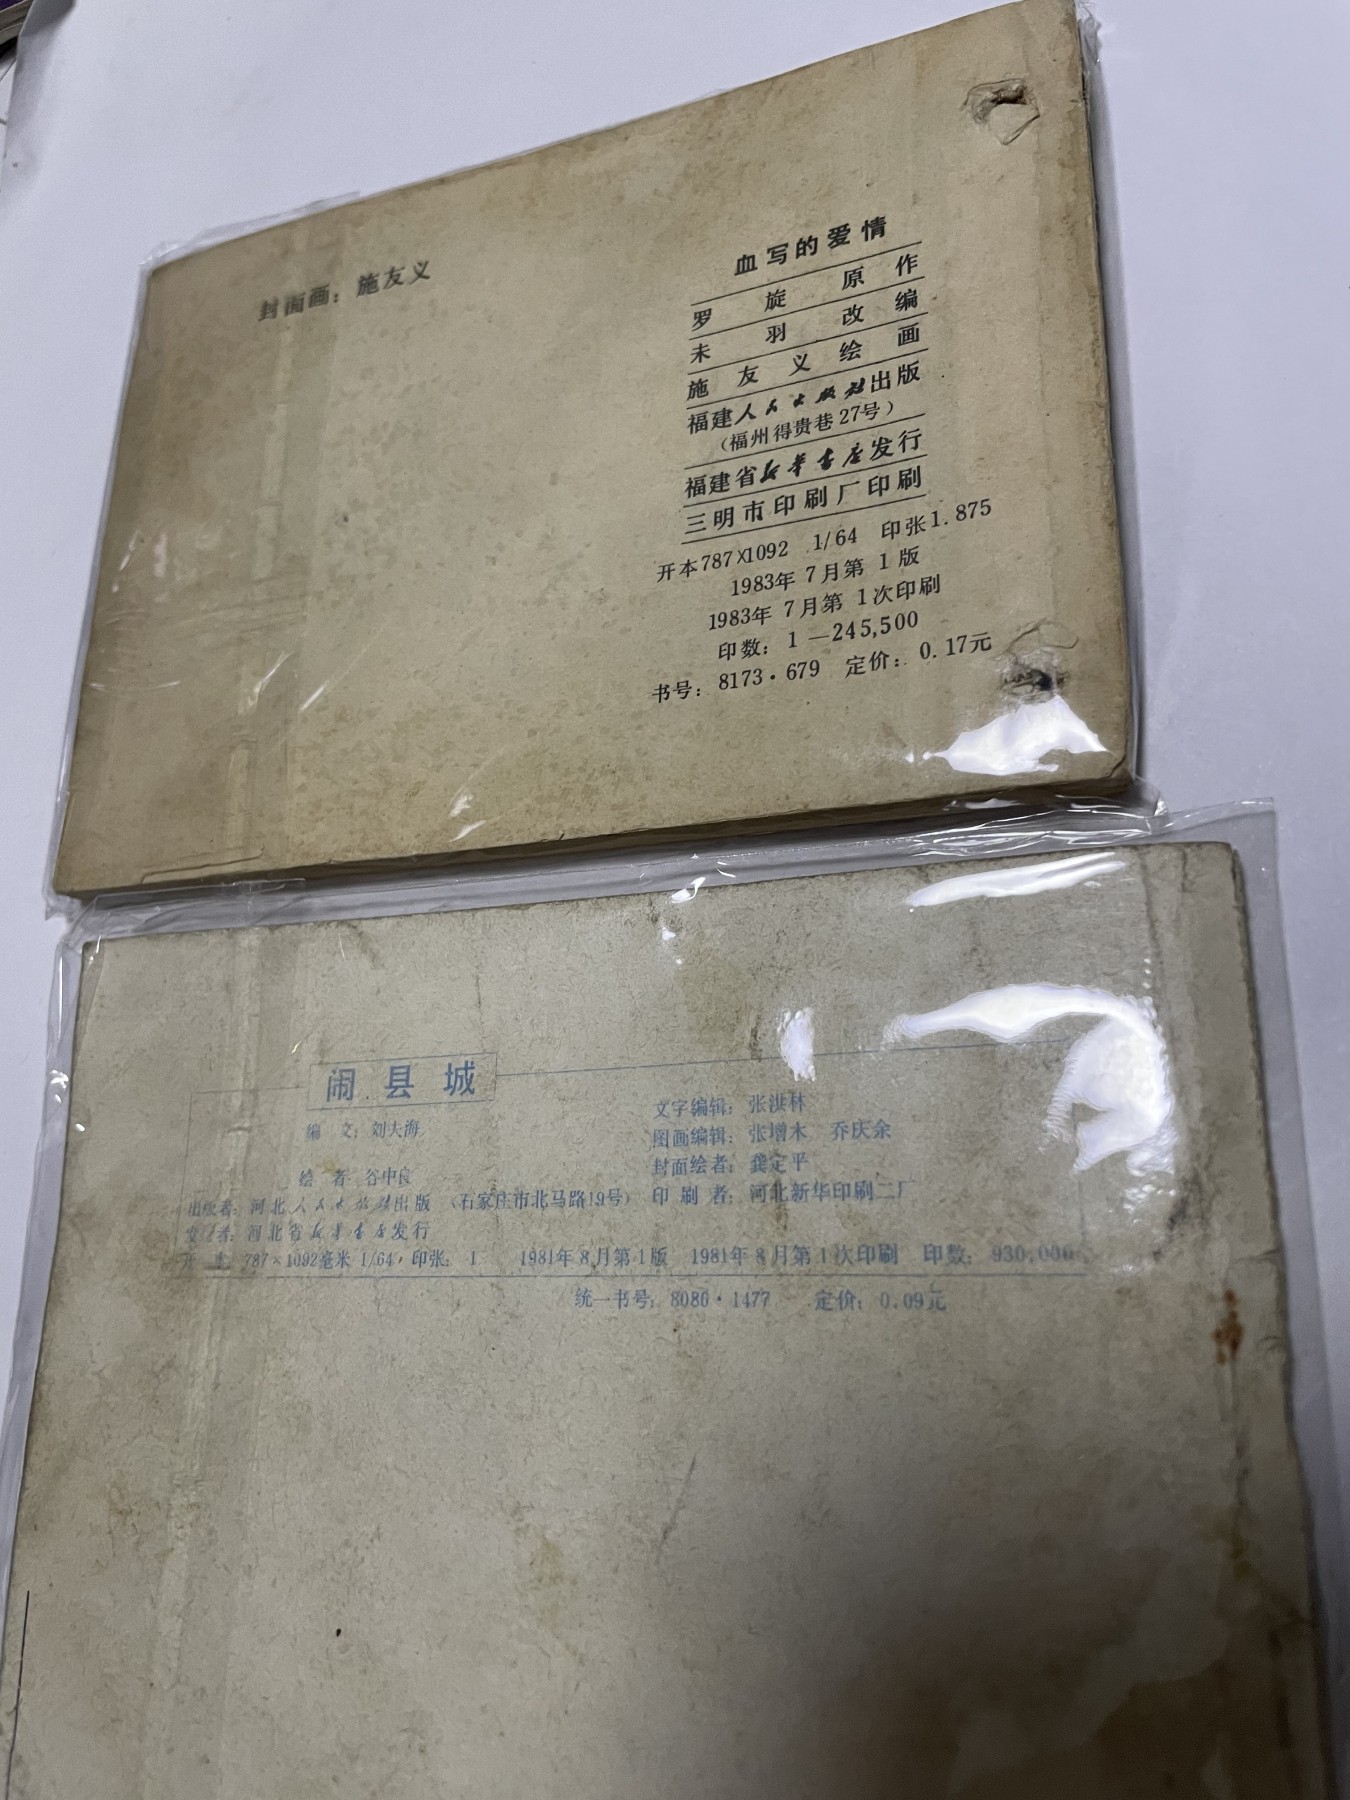 封面画：施友义
血写的爱情
罗旋原作
未羽改编
施友义绘画
福建人民出版社出版
（福州得贵巷27号）
福建省新华书店发行
三明市印刷厂印刷
开本787×1092 1/64 印张1.875
1983年7月第1版
1983年7月第1次印刷
印数：1—245,500
书号：8173·679 定价：0.17元
闹县城
编文：刘夫海
绘者 谷中良
出版者：河北人民出版社出版（石家庄市北马路19号）
发行者：河北省新华书店发行
文字编辑：张洪林
图画编辑：张增木 乔庆余
封面绘者：龚定平
印刷者：河北新华印刷二厂
开本：787×1092毫米 1/64，印张：1 1981年8月第1版 1981年8月第1次印刷 印数：930,000
统一书号：8086·1477 定价：0.09元